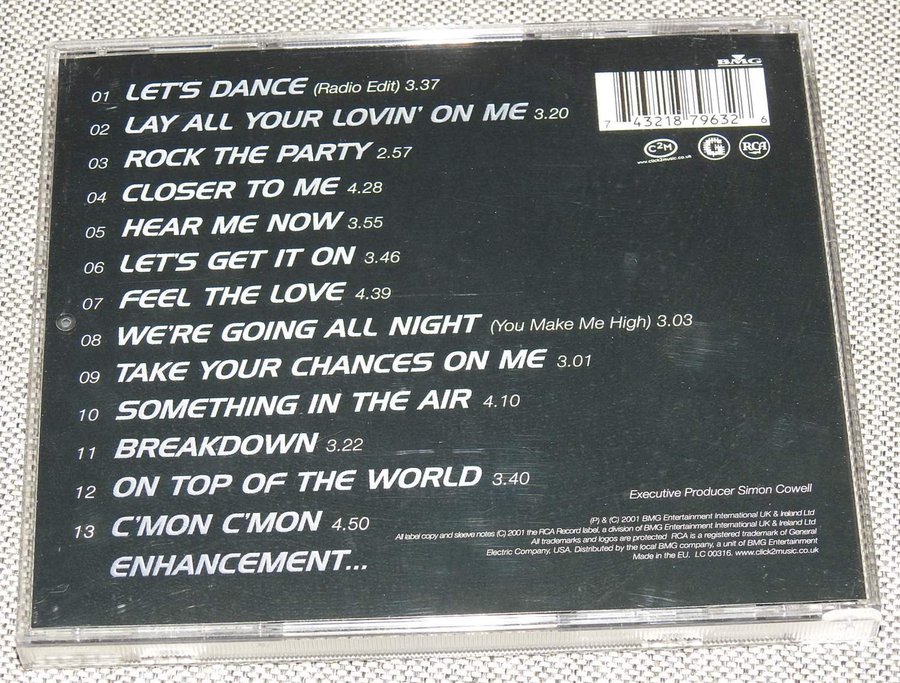 BMG
7 43218 79632 6
C2M
www.click2music.co.uk
G
RCA
01 LET'S DANCE (Radio Edit) 3.37
02 LAY ALL YOUR LOVIN' ON ME 3.20
03 ROCK THE PARTY 2.57
04 CLOSER TO ME 4.28
05 HEAR ME NOW 3.55
06 LET'S GET IT ON 3.46
07 FEEL THE LOVE 4.39
08 WE'RE GOING ALL NIGHT (You Make Me High) 3.03
09 TAKE YOUR CHANCES ON ME 3.01
10 SOMETHING IN THE AIR 4.10
11 BREAKDOWN 3.22
12 ON TOP OF THE WORLD 3.40
13 C'MON C'MON 4.50
ENHANCEMENT...
Executive Producer Simon Cowell
(P) & (C) 2001 BMG Entertainment International UK & Ireland Ltd
All label copy and sleeve notes (C) 2001 the RCA Record label, a division of BMG Entertainment International UK & Ireland Ltd
All trademarks and logos are protected RCA is a registered trademark of General
Electric Company, USA. Distributed by the local BMG company, a unit of BMG Entertainment
Made in the EU. LC 00316. www.click2music.co.uk